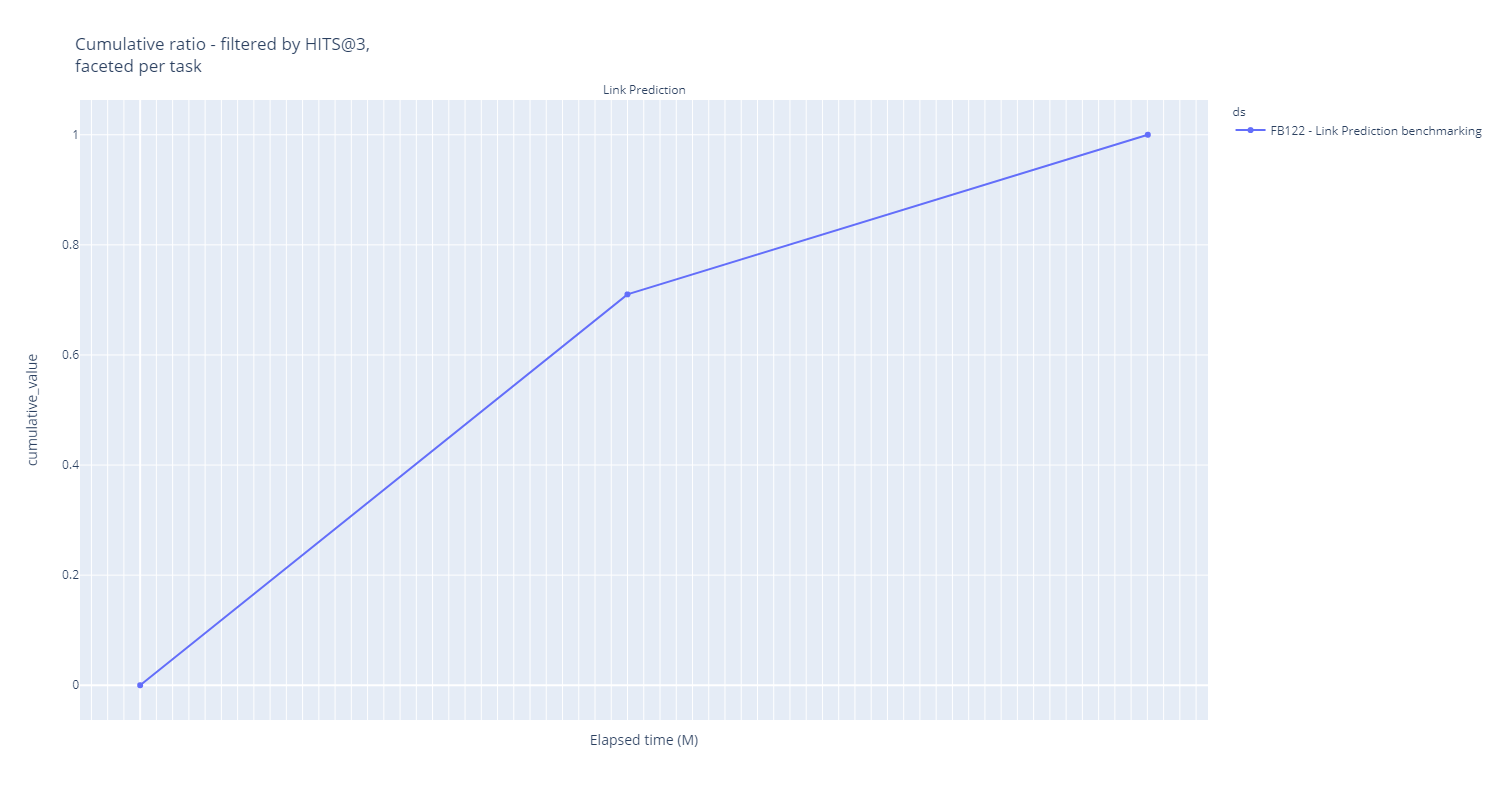 Cumulative ratio - filtered by HITS@3,
faceted per task
Link Prediction
ds
FB122 - Link Prediction benchmarking
1
0.8
0.6
0.4
0.2
0
cumulative_value
Elapsed time (M)